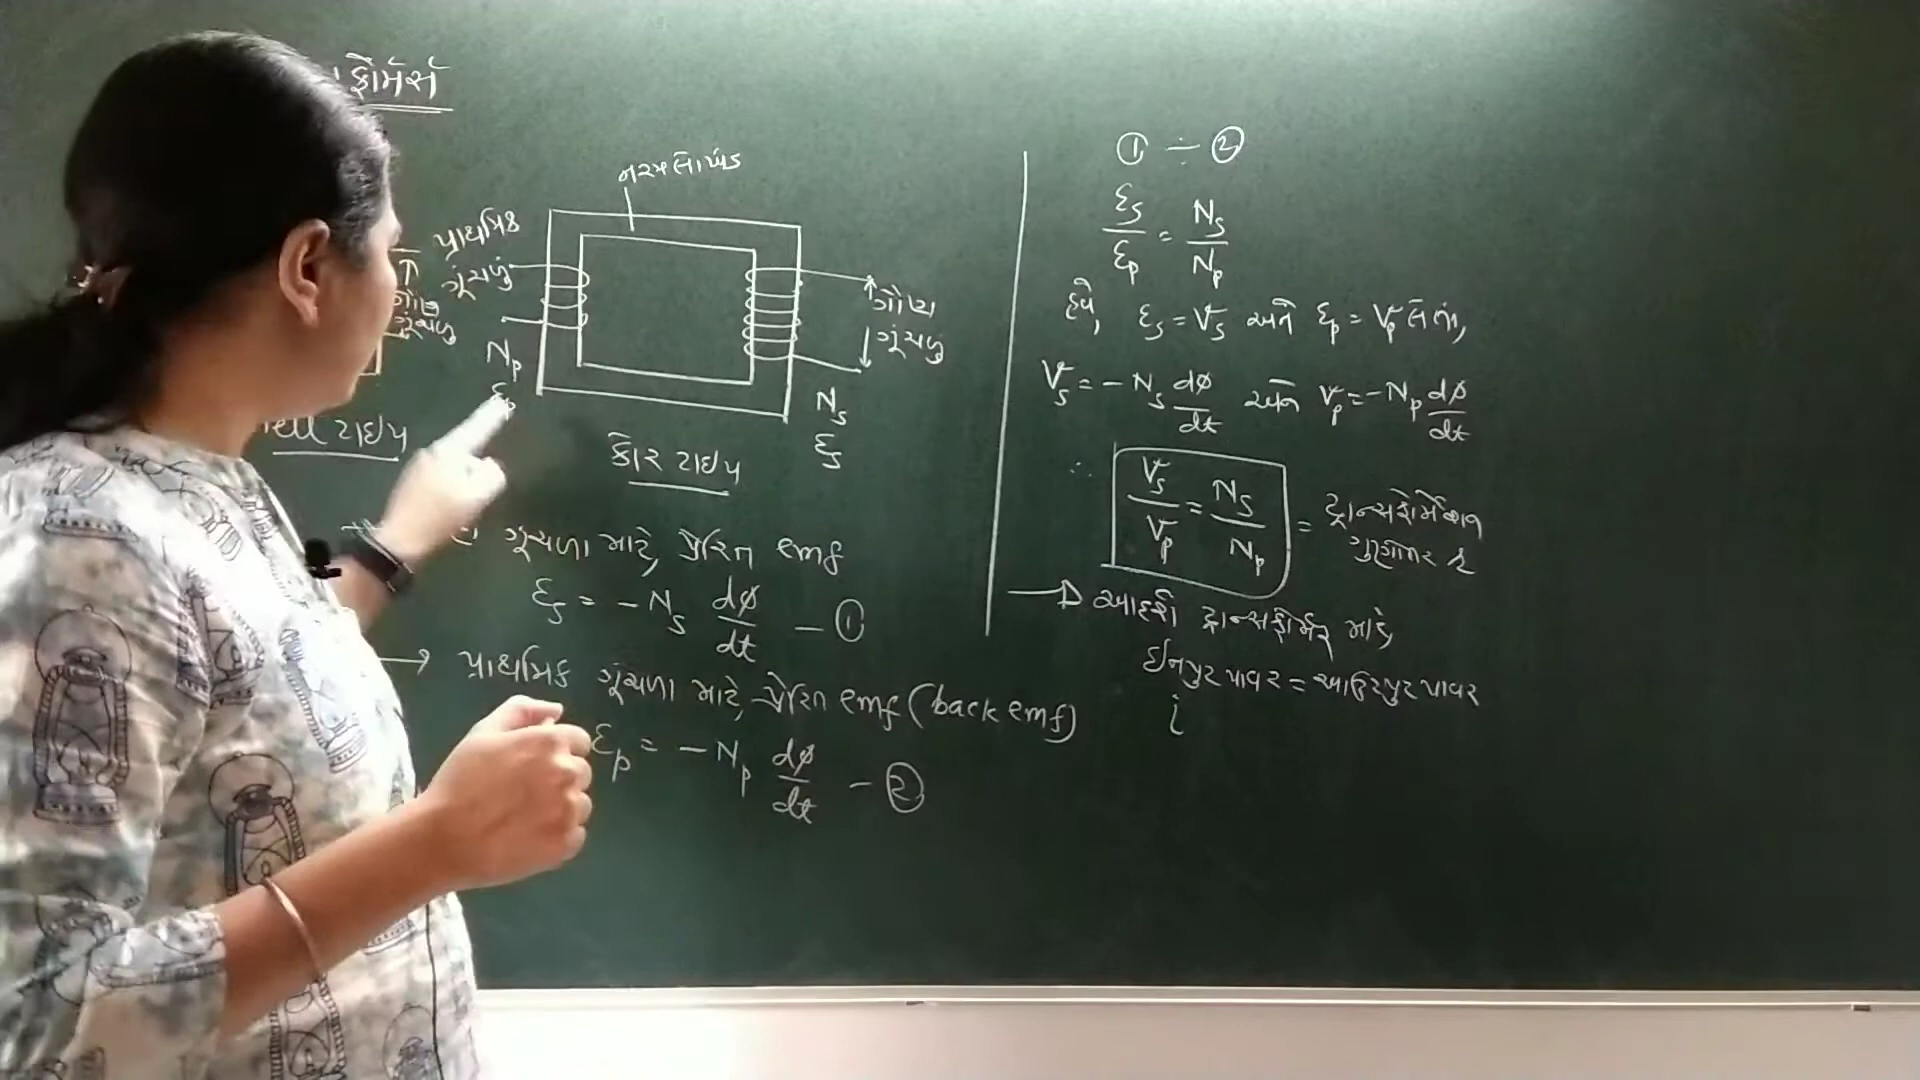 ફોર્મર્સ
નરમ લોખંડ
પ્રાથમિક
ગૂંચળું
ગૌણ
ગૂંચળું
Np
εp
ગૌણ
ગૂંચળું
Ns
εs
ટાઇપ
કોર ટાઇપ
ગૂંચળા માટે, પ્રેરિત emf
εs = - Ns dφ/dt - ①
→ પ્રાથમિક ગૂંચળા માટે, પ્રેરિત emf (back emf)
εp = - Np dφ/dt - ②
① ÷ ②
εs/εp = Ns/Np
હવે, εs = Vs અને εp = Vp લેતાં,
Vs = - Ns dφ/dt અને Vp = - Np dφ/dt
∴ Vs/Vp = Ns/Np = ટ્રાન્સફોર્મેશન
ગુણોત્તર
→ આદર્શ ટ્રાન્સફોર્મર માટે,
ઇનપુટ પાવર = આઉટપુટ પાવર
i